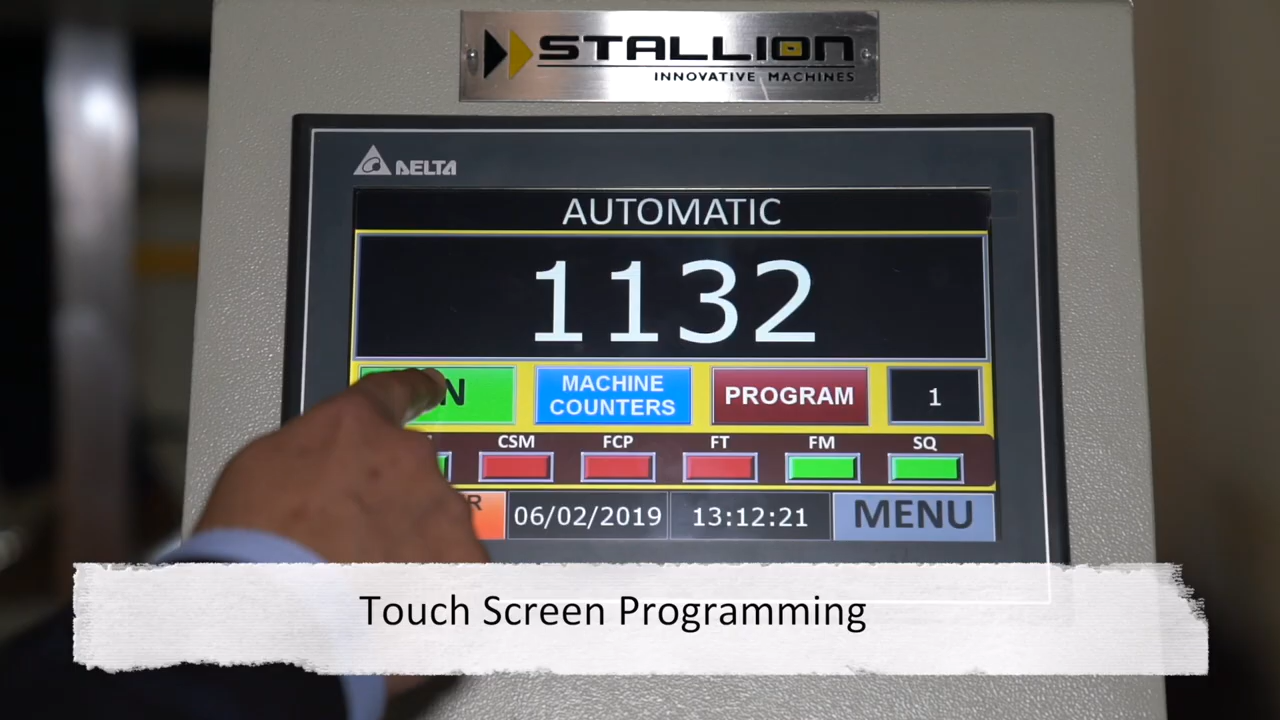 STALLION
INNOVATIVE MACHINES
DELTA
AUTOMATIC
1132
MACHINE
COUNTERS
PROGRAM
1
CSM FCP FT FM SQ
06/02/2019 13:12:21 MENU
Touch Screen Programming